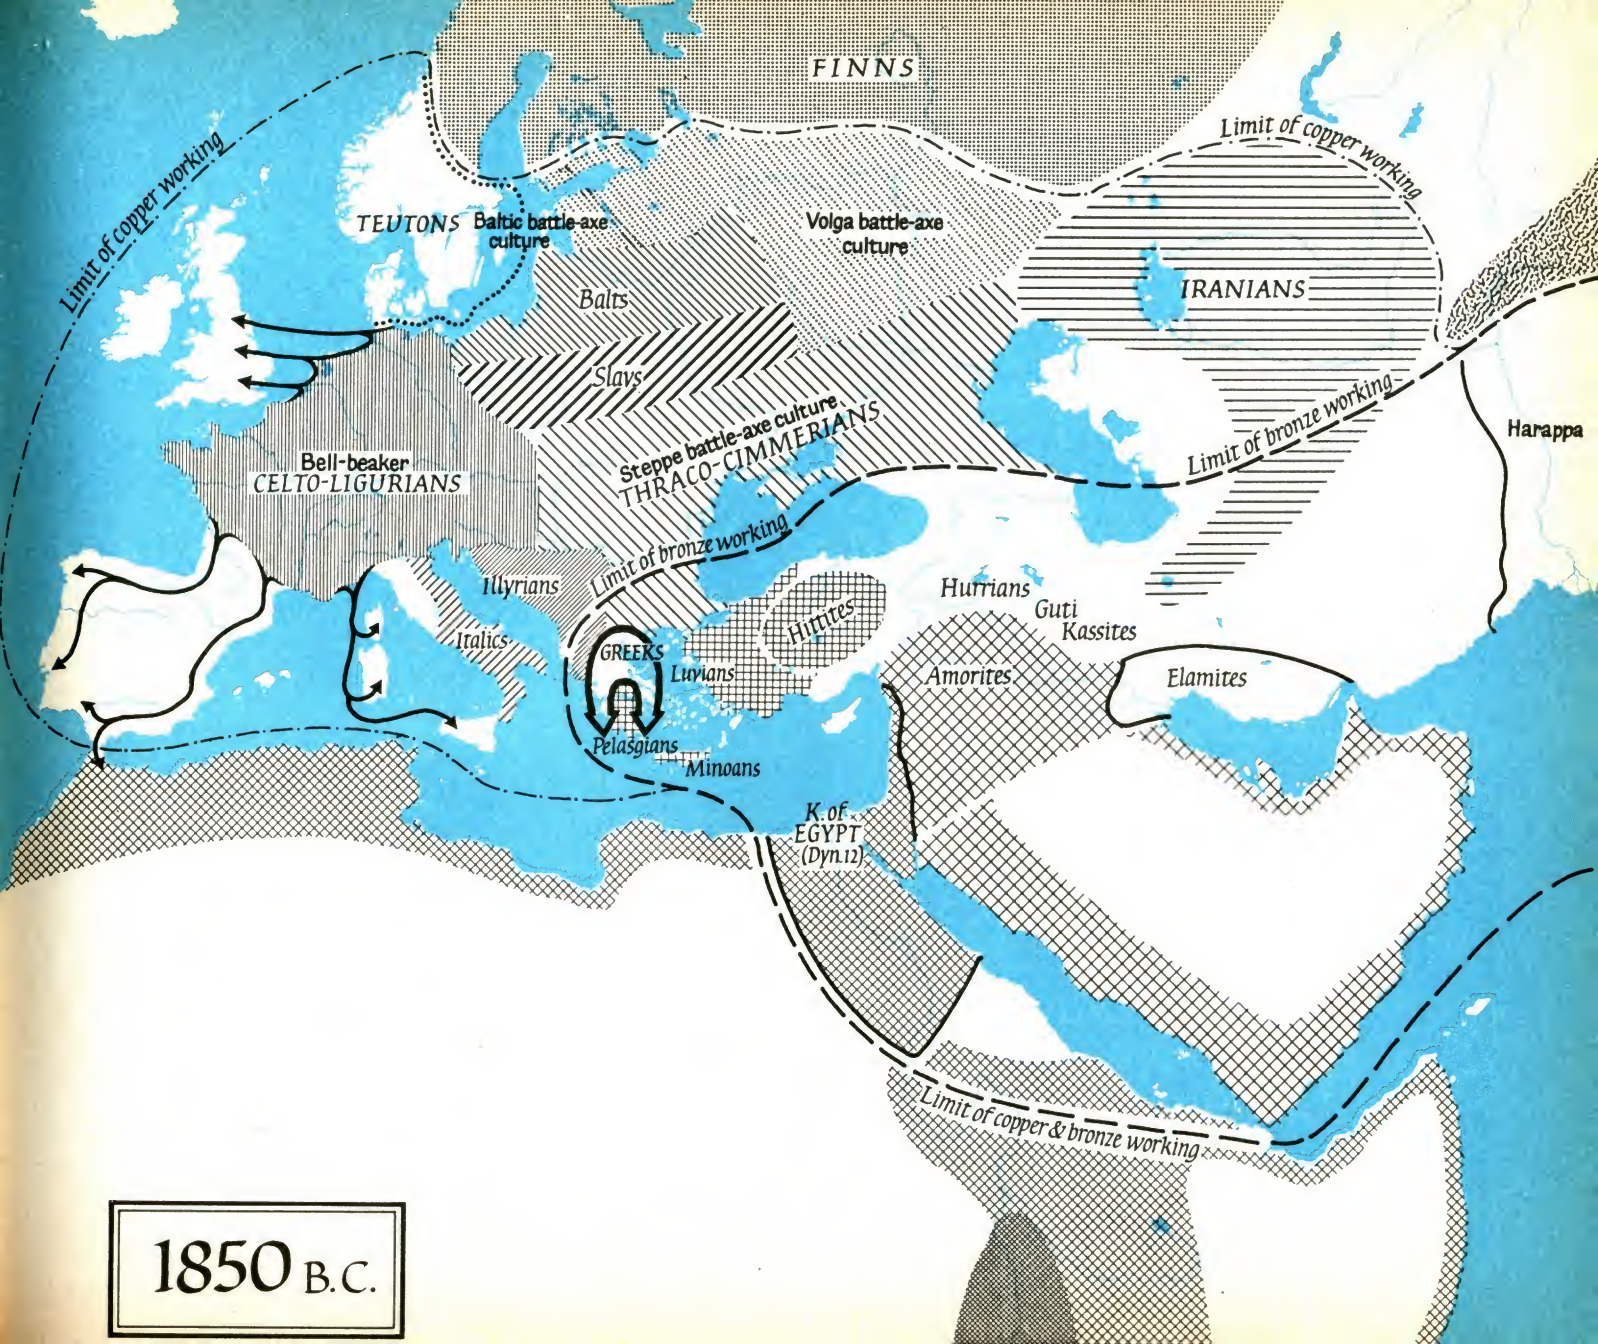 FINNS
Limit of copper working
Limit of copper working
TEUTONS
Baltic battle-axe
culture
Volga battle-axe
culture
Balts
IRANIANS
Slavs
Steppe battle-axe culture
THRACO-CIMMERIANS
Limit of bronze working
Harappa
Bell-beaker
CELTO-LIGURIANS
Limit of bronze working
Illyrians
Hurrians
Guti
Kassites
Hittites
Italics
GREEKS
Luvians
Amorites
Elamites
Pelasgians
Minoans
K. of
EGYPT
(Dyn.12)
Limit of copper & bronze working
1850 B.C.